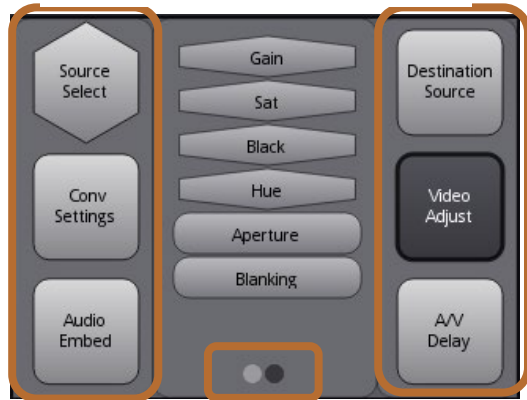 Source
Select
Conv
Settings
Audio
Embed
Gain
Sat
Black
Hue
Aperture
Blanking
Destination
Source
Video
Adjust
A/V
Delay